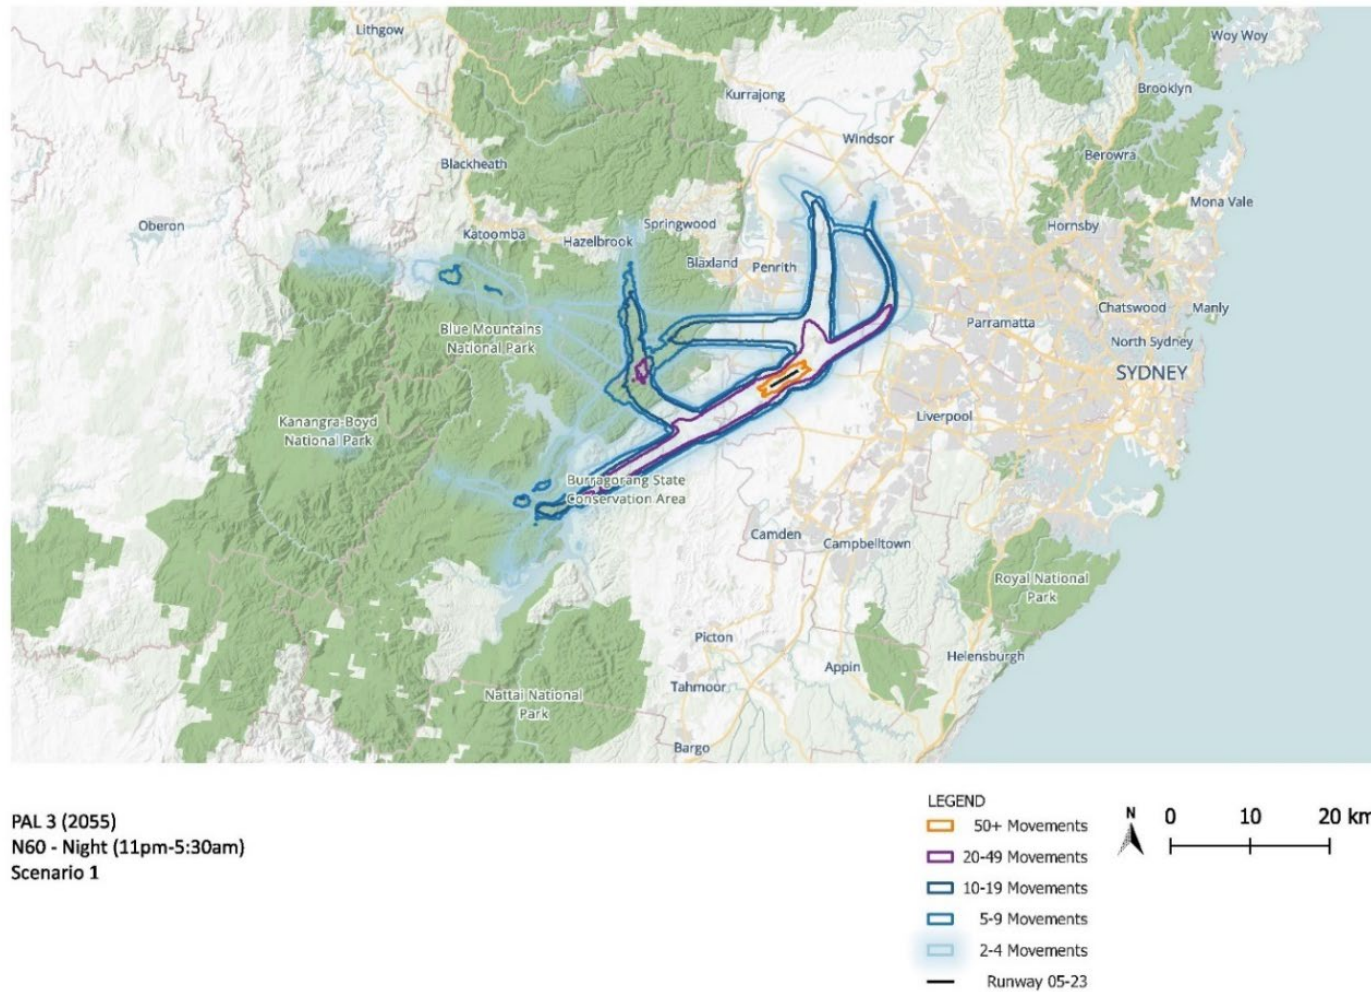 Lithgow
Woy Woy
Kurrajong
Brooklyn
Windsor
Blackheath
Berowra
Oberon
Mona Vale
Katoomba
Hazelbrook
Springwood
Hornsby
Blaxland
Penrith
Chatswood
Manly
Blue Mountains
National Park
Parramatta
North Sydney
SYDNEY
Kanangra-Boyd
National Park
Liverpool
Burragorang State
Conservation Area
Camden
Campbelltown
Royal National
Park
Picton
Appin
Helensburgh
Tahmoor
Nattai National
Park
Bargo
PAL 3 (2055)
N60 - Night (11pm-5:30am)
Scenario 1
LEGEND
50+ Movements
20-49 Movements
10-19 Movements
5-9 Movements
2-4 Movements
Runway 05-23
N
0 10 20 km